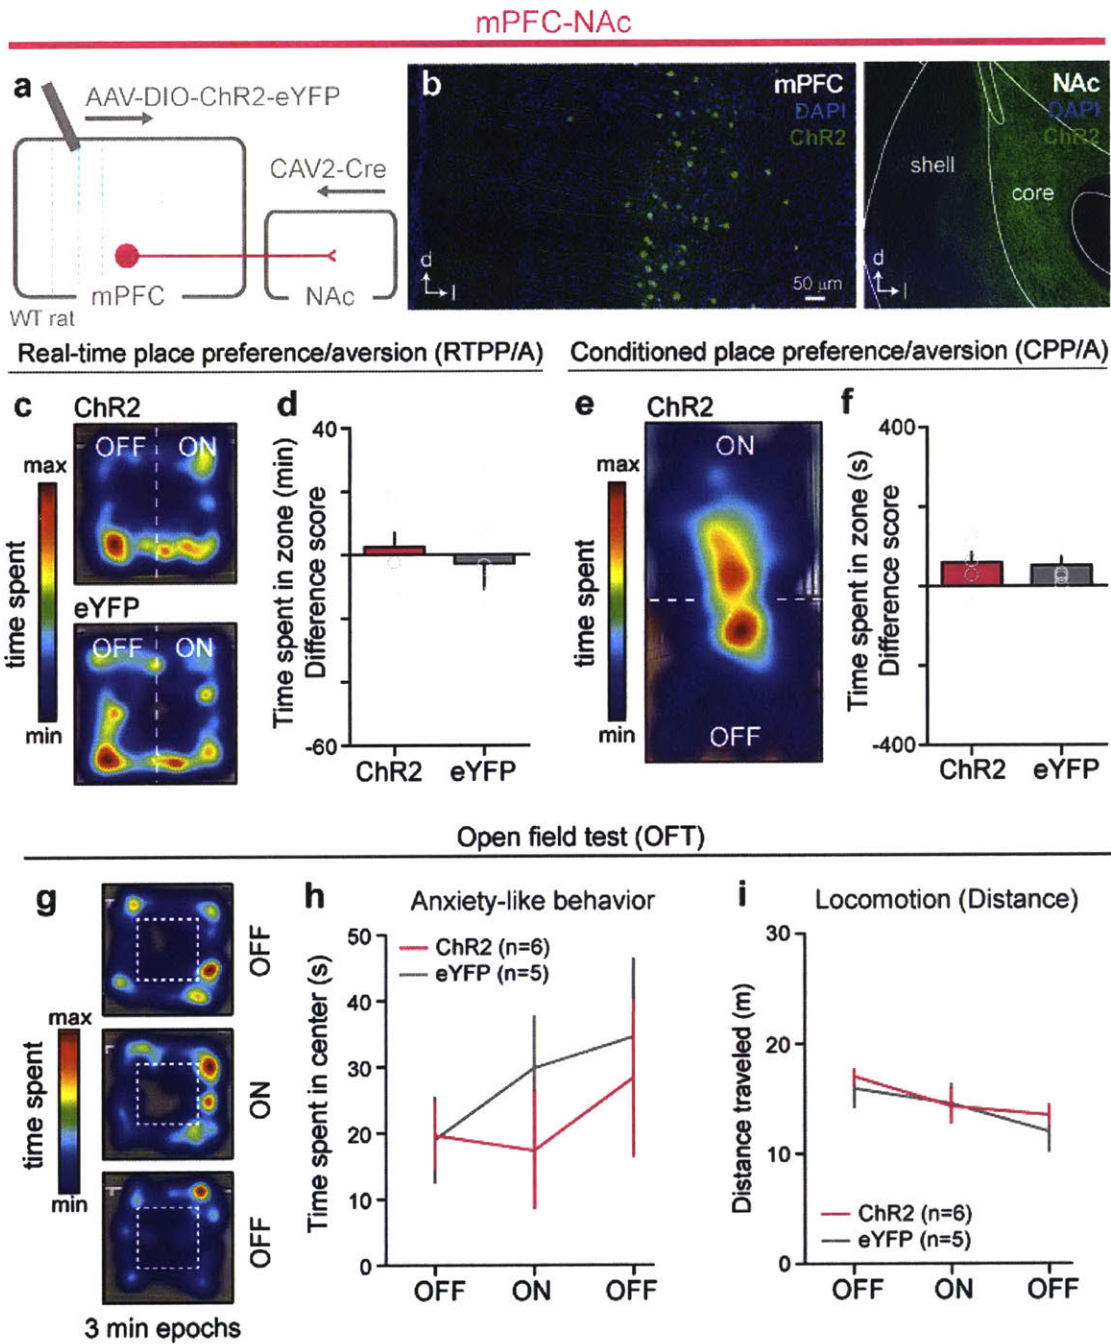 mPFC-NAc
a
AAV-DIO-ChR2-eYFP
CAV2-Cre
mPFC
NAc
WT rat
b
mPFC
DAPI
ChR2
d
l
50 μm
NAc
DAPI
ChR2
shell
core
d
l
Real-time place preference/aversion (RTPP/A)
Conditioned place preference/aversion (CPP/A)
c
ChR2
OFF
ON
max
time spent
min
eYFP
OFF
ON
d
40
-60
Time spent in zone (min)
Difference score
ChR2
eYFP
e
ChR2
ON
OFF
max
time spent
min
f
400
-400
Time spent in zone (s)
Difference score
ChR2
eYFP
Open field test (OFT)
g
max
time spent
min
OFF
ON
OFF
3 min epochs
h
Anxiety-like behavior
ChR2 (n=6)
eYFP (n=5)
Time spent in center (s)
50
40
30
20
10
0
OFF
ON
OFF
i
Locomotion (Distance)
Distance traveled (m)
30
20
10
0
ChR2 (n=6)
eYFP (n=5)
OFF
ON
OFF